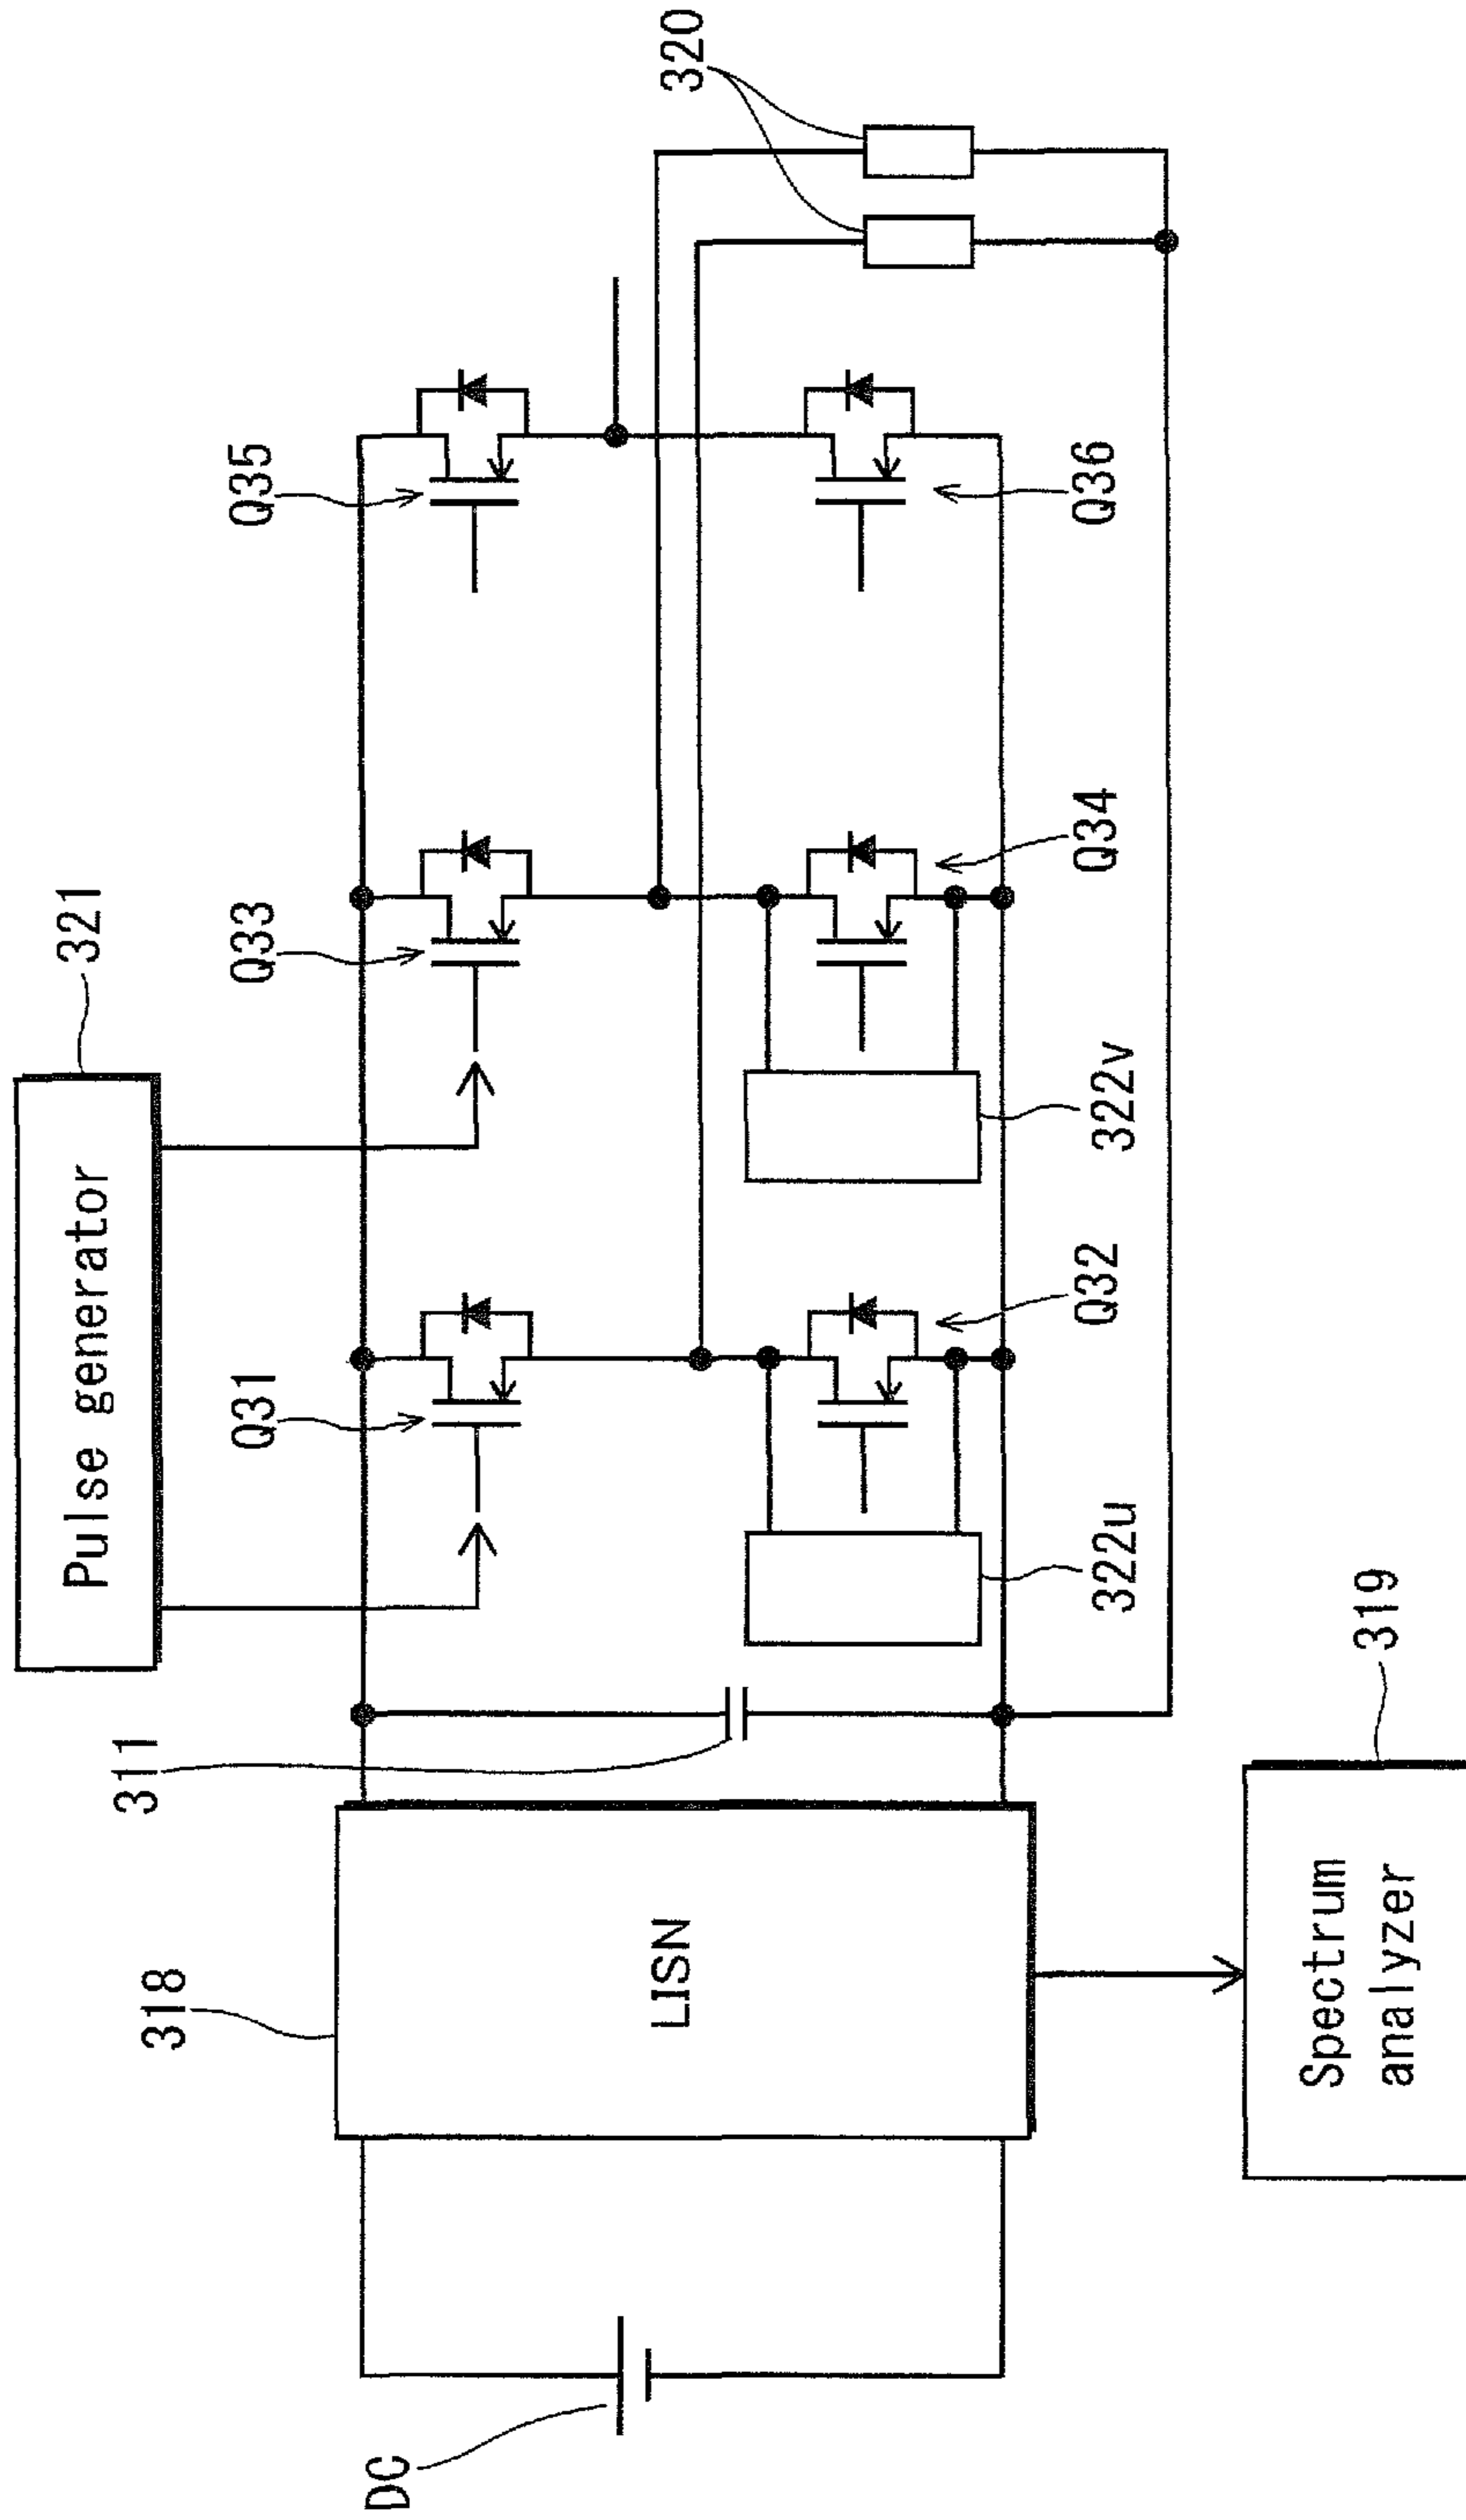 Pulse generator
321
Q31
Q33
Q35
320
318
311
LISN
DC
322u
Q32
322v
Q34
Q36
319
Spectrum
analyzer